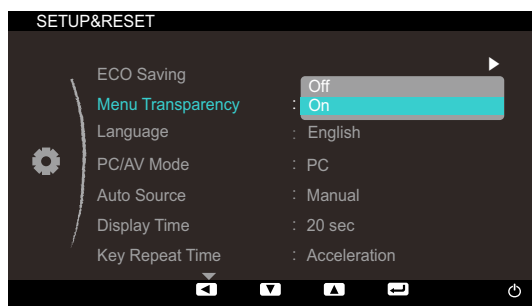 SETUP&RESET
ECO Saving
Off
Menu Transparency : On
Language : English
PC/AV Mode : PC
Auto Source : Manual
Display Time : 20 sec
Key Repeat Time : Acceleration